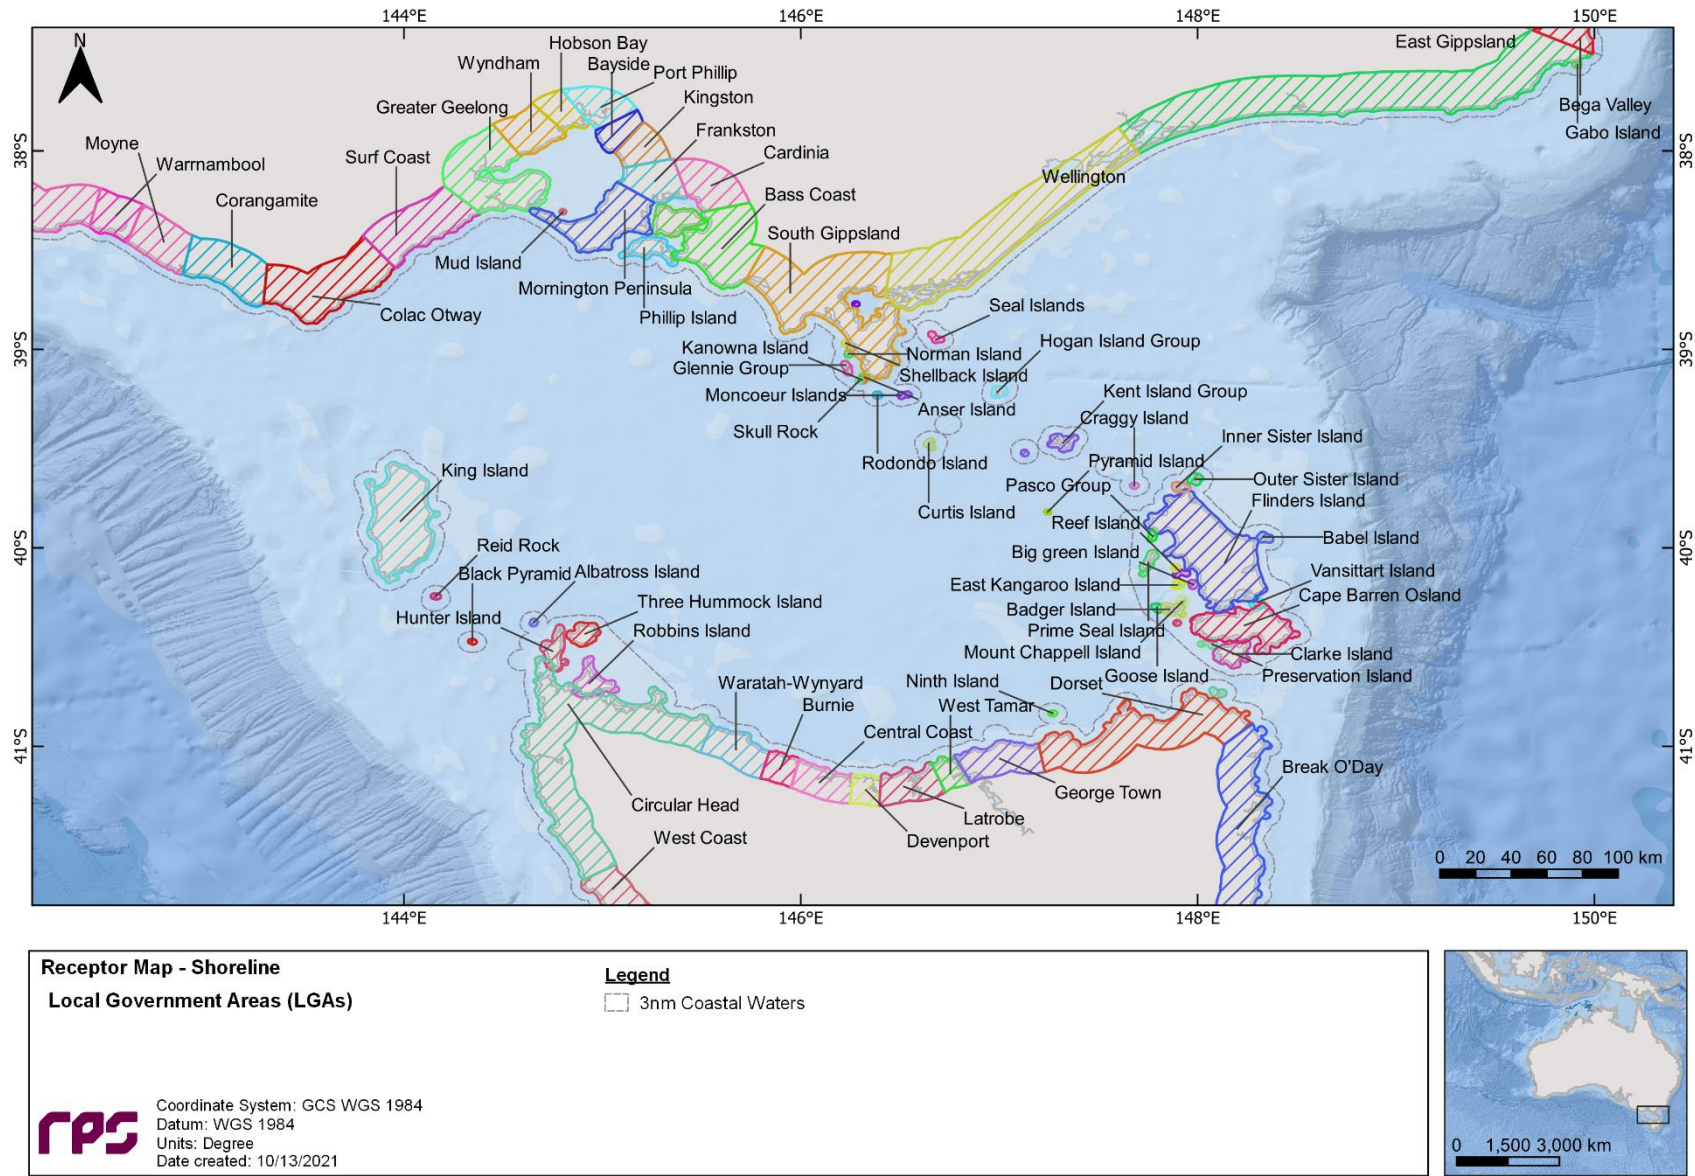 144°E
146°E
148°E
150°E
N
Hobson Bay
Bayside
Wyndham
Port Phillip
Kingston
Greater Geelong
Frankston
Moyne
Warrnambool
Surf Coast
Cardinia
Corangamite
Bass Coast
South Gippsland
Wellington
East Gippsland
Bega Valley
Gabo Island
38°S
38°S
Mud Island
Mornington Peninsula
Phillip Island
Colac Otway
Seal Islands
39°S
39°S
Kanowna Island
Norman Island
Hogan Island Group
Glennie Group
Shellback Island
Moncoeur Islands
Anser Island
Kent Island Group
Craggy Island
Skull Rock
Rodondo Island
Inner Sister Island
Pyramid Island
King Island
Pasco Group
Outer Sister Island
Flinders Island
Curtis Island
Reef Island
Babel Island
40°S
40°S
Reid Rock
Big green Island
Black Pyramid
Albatross Island
Vansittart Island
East Kangaroo Island
Cape Barren Osland
Three Hummock Island
Hunter Island
Badger Island
Robbins Island
Prime Seal Island
Mount Chappell Island
Clarke Island
Goose Island
Preservation Island
Waratah-Wynyard
Ninth Island
Dorset
Burnie
West Tamar
Central Coast
41°S
41°S
Break O'Day
George Town
Circular Head
Latrobe
West Coast
Devenport
0 20 40 60 80 100 km
144°E
146°E
148°E
150°E
Receptor Map - Shoreline
Local Government Areas (LGAs)
Legend
3nm Coastal Waters
rps
Coordinate System: GCS WGS 1984
Datum: WGS 1984
Units: Degree
Date created: 10/13/2021
0 1,500 3,000 km